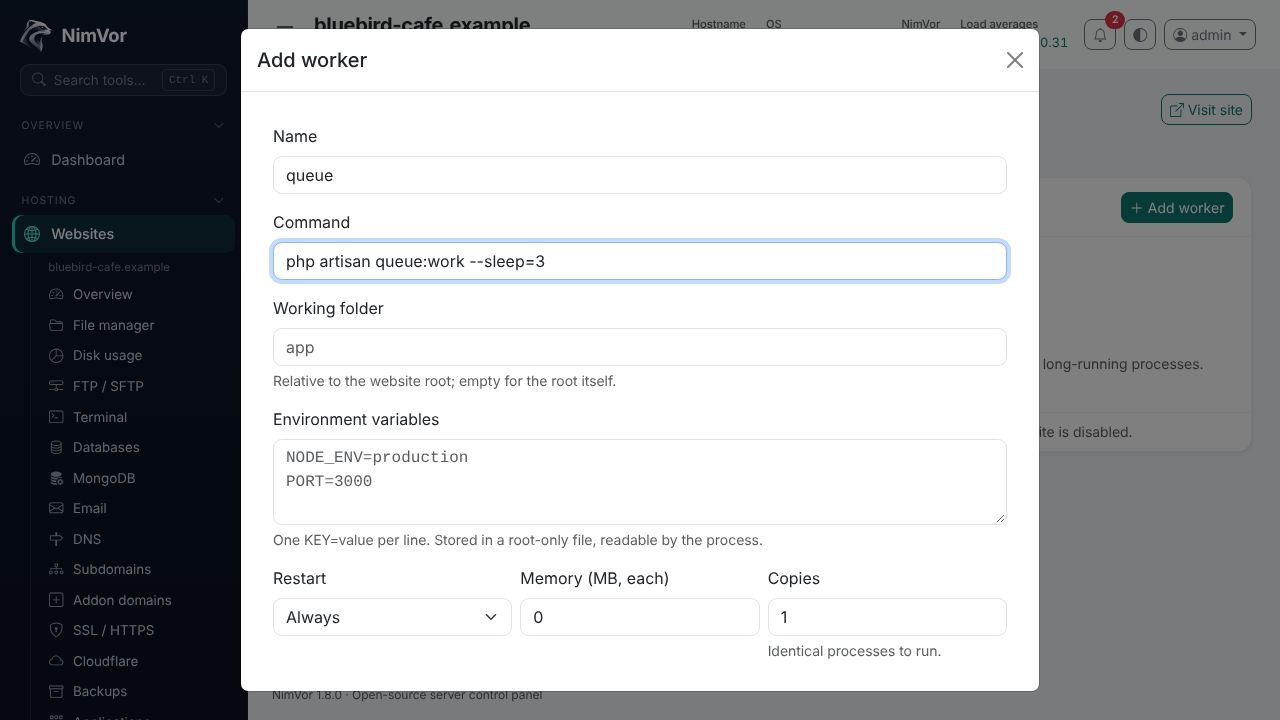 NimVor
Search tools... Ctrl K
OVERVIEW
Dashboard
HOSTING
Websites
bluebird-cafe.example
Overview
File manager
Disk usage
FTP / SFTP
Terminal
Databases
MongoDB
Email
DNS
Subdomains
Addon domains
SSL / HTTPS
Cloudflare
Backups
Applications
bluebird-cafe.example
Hostname OS NimVor Load averages
0.31
2
admin
Visit site
Add worker
long-running processes.
site is disabled.
Add worker
Name
queue
Command
php artisan queue:work --sleep=3
Working folder
app
Relative to the website root; empty for the root itself.
Environment variables
NODE_ENV=production
PORT=3000
One KEY=value per line. Stored in a root-only file, readable by the process.
Restart Memory (MB, each) Copies
Always 0 1
Identical processes to run.
NimVor 1.8.0 · Open-source server control panel